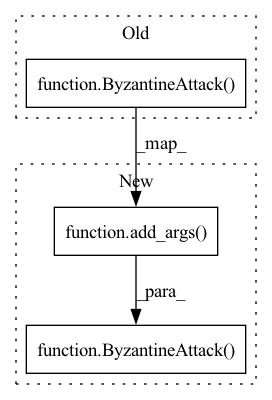 Old
function.ByzantineAttack()
_map_
New
function.add_args()
_para_
function.ByzantineAttack()